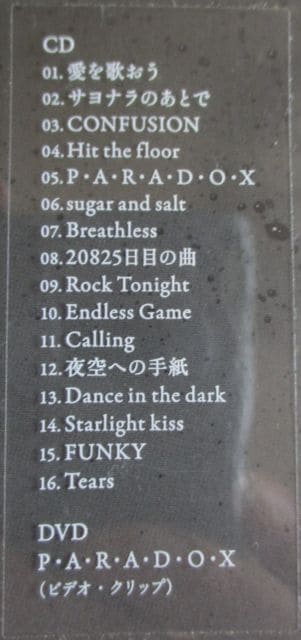 CD
01. 愛を歌おう
02. サヨナラのあとで
03. CONFUSION
04. Hit the floor
05. P・A・R・A・D・O・X
06. sugar and salt
07. Breathless
08. 20825日目の曲
09. Rock Tonight
10. Endless Game
11. Calling
12. 夜空への手紙
13. Dance in the dark
14. Starlight kiss
15. FUNKY
16. Tears
DVD
P・A・R・A・D・O・X
(ビデオ・クリップ)